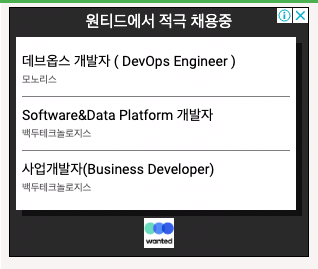 원티드에서 적극 채용중
데브옵스 개발자 ( DevOps Engineer )
모노리스
Software&Data Platform 개발자
백두테크놀로지스
사업개발자(Business Developer)
백두테크놀로지스
wanted